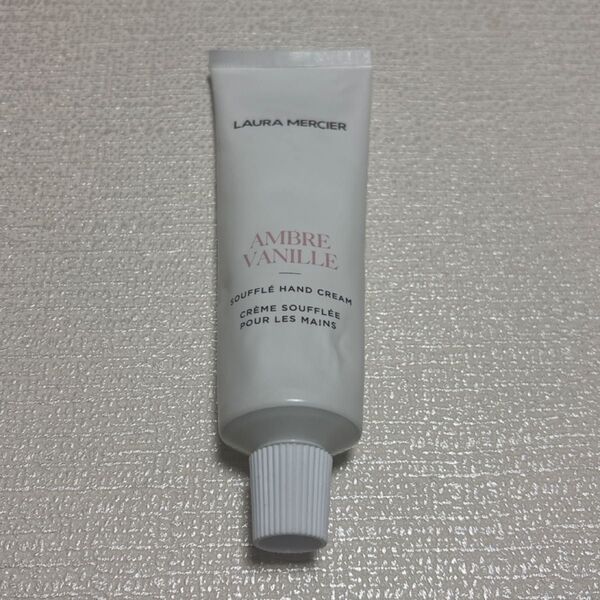 LAURA MERCIER
AMBRE
VANILLE
SOUFFLÉ HAND CREAM
CRÈME SOUFFLÉE
POUR LES MAINS